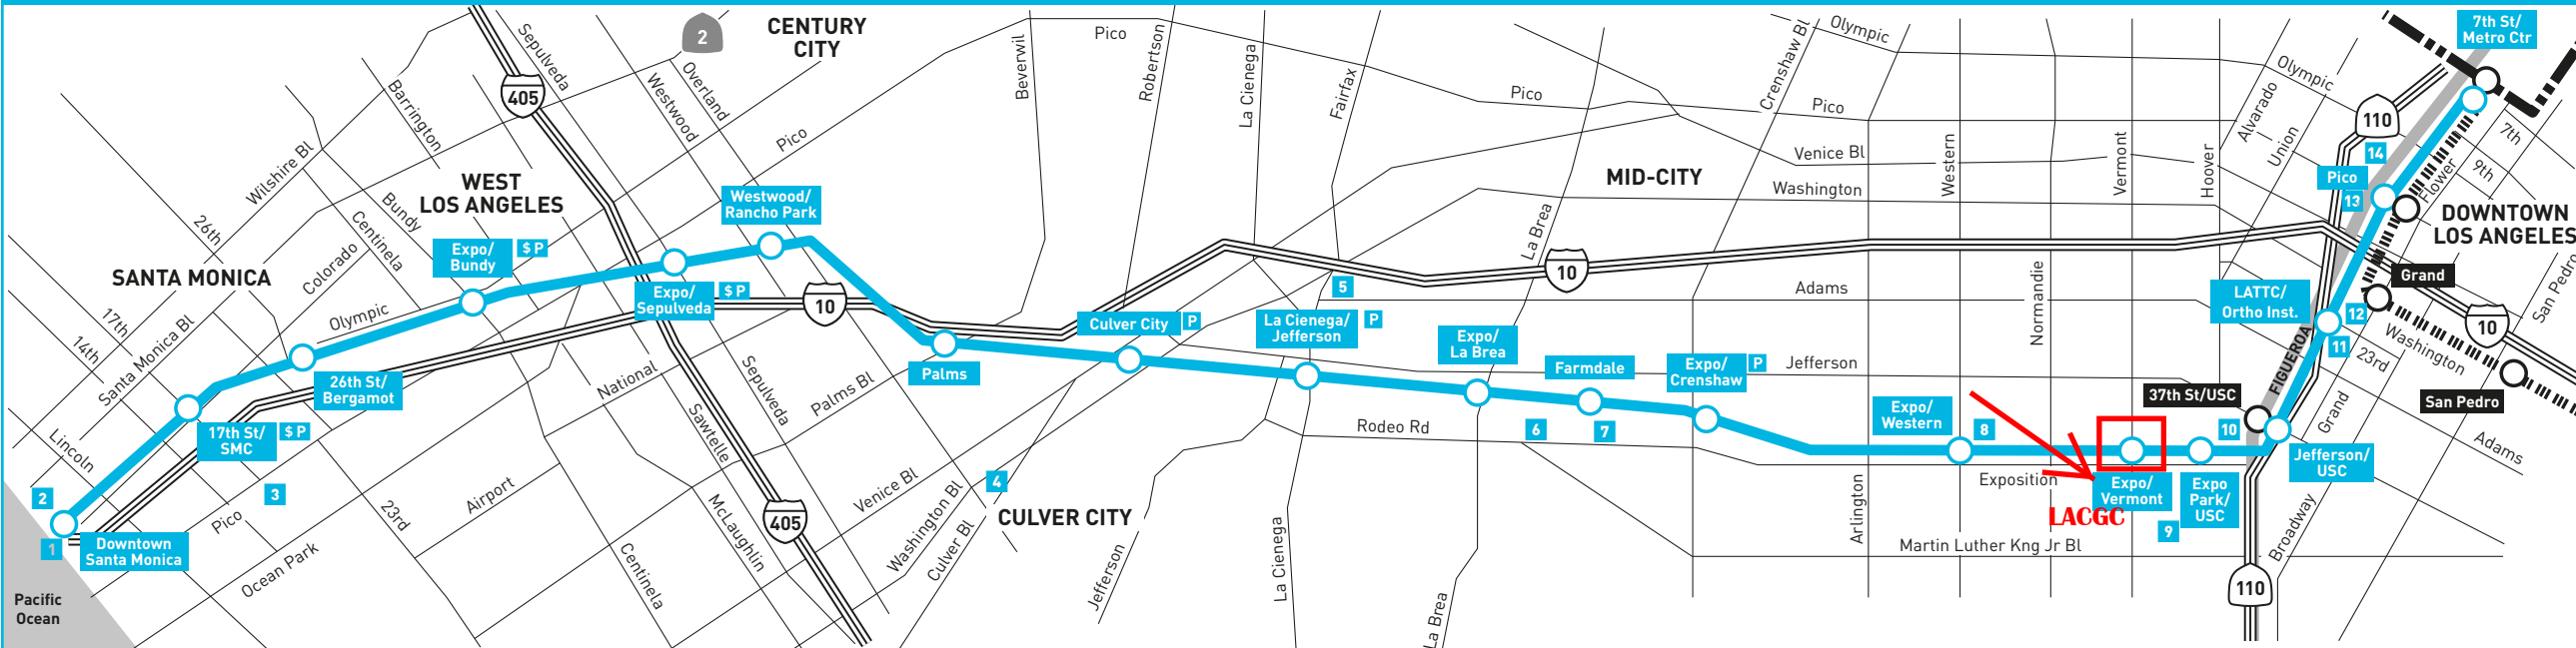 7th St/
Metro Ctr
CENTURY
CITY
2
Sepulveda
Overland
Westwood
Beverwil
Pico
Robertson
La Cienega
Fairfax
Crenshaw Bl
Olympic
Olympic
405
Barrington
Pico
Pico
Pico
Alvarado
110
7th
Wilshire Bl
WEST
LOS ANGELES
MID-CITY
Venice Bl
Washington
Western
Vermont
Hoover
Union
14
Pico
13
Flower
9th
Westwood/
Rancho Park
DOWNTOWN
LOS ANGELES
26th
Bundy
Centinela
Colorado
Expo/
Bundy
$ P
La Brea
SANTA MONICA
Expo/
Sepulveda
$ P
10
5
10
Adams
Normandie
LATTC/
Ortho Inst.
12
Grand
San Pedro
10
17th
14th
Santa Monica Bl
Olympic
Culver City
P
La Cienega/
Jefferson
P
Expo/
La Brea
Farmdale
Expo/
Crenshaw
P
Jefferson
FIGUEROA
11
23rd
Washington
26th St/
Bergamot
National
Sepulveda
Palms Bl
Palms
37th St/USC
San Pedro
Lincoln
17th St/
SMC
$ P
Sawtelle
Rodeo Rd
6
7
Expo/
Western
8
10
Grand
Adams
Jefferson/
USC
2
3
Pico
23rd
Airport
Venice Bl
Washington Bl
Culver Bl
4
CULVER CITY
Exposition
Expo/
Vermont
Expo
Park/
USC
LACGC
9
1
Downtown
Santa Monica
Ocean Park
Centinela
McLaughlin
405
Jefferson
La Cienega
La Brea
Arlington
Martin Luther Kng Jr Bl
Broadway
110
Pacific
Ocean